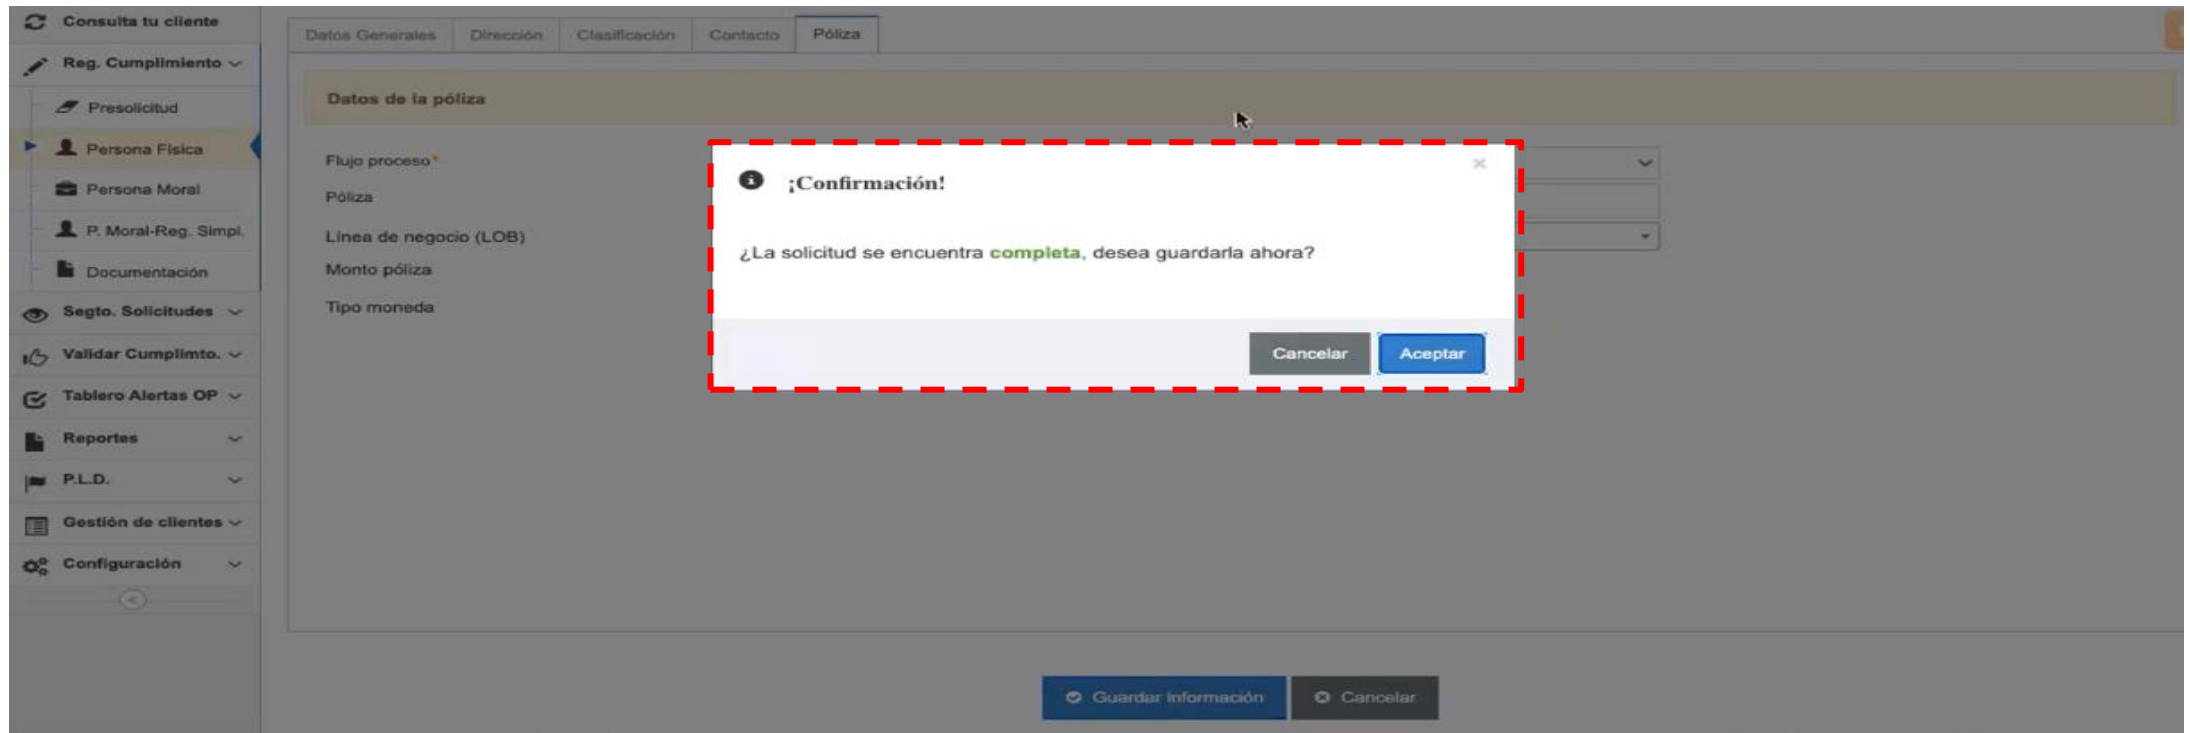 Consulta tu cliente
Reg. Cumplimiento
Presolicitud
Persona Física
Persona Moral
P. Moral-Reg. Simpl.
Documentación
Segto. Solicitudes
Validar Cumplimto.
Tablero Alertas OP
Reportes
P.L.D.
Gestión de clientes
Configuración
Datos Generales Dirección Clasificación Contacto Póliza
Datos de la póliza
Flujo proceso*
Póliza
Línea de negocio (LOB)
Monto póliza
Tipo moneda
¡Confirmación!
¿La solicitud se encuentra completa, desea guardarla ahora?
Cancelar Aceptar
Guardar información Cancelar